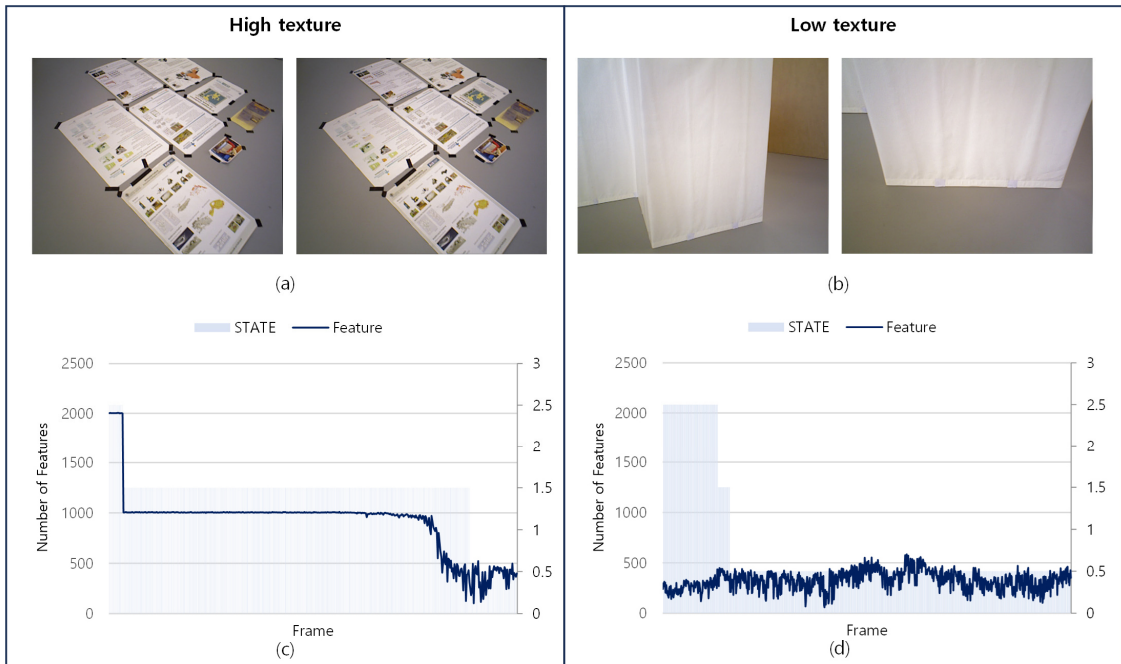 High texture
Low texture
(a)
(b)
STATE Feature
2500
2000
1500
1000
500
0
Number of Features
3
2.5
2
1.5
1
0.5
0
Frame
(c)
STATE Feature
2500
2000
1500
1000
500
0
Number of Features
3
2.5
2
1.5
1
0.5
0
Frame
(d)